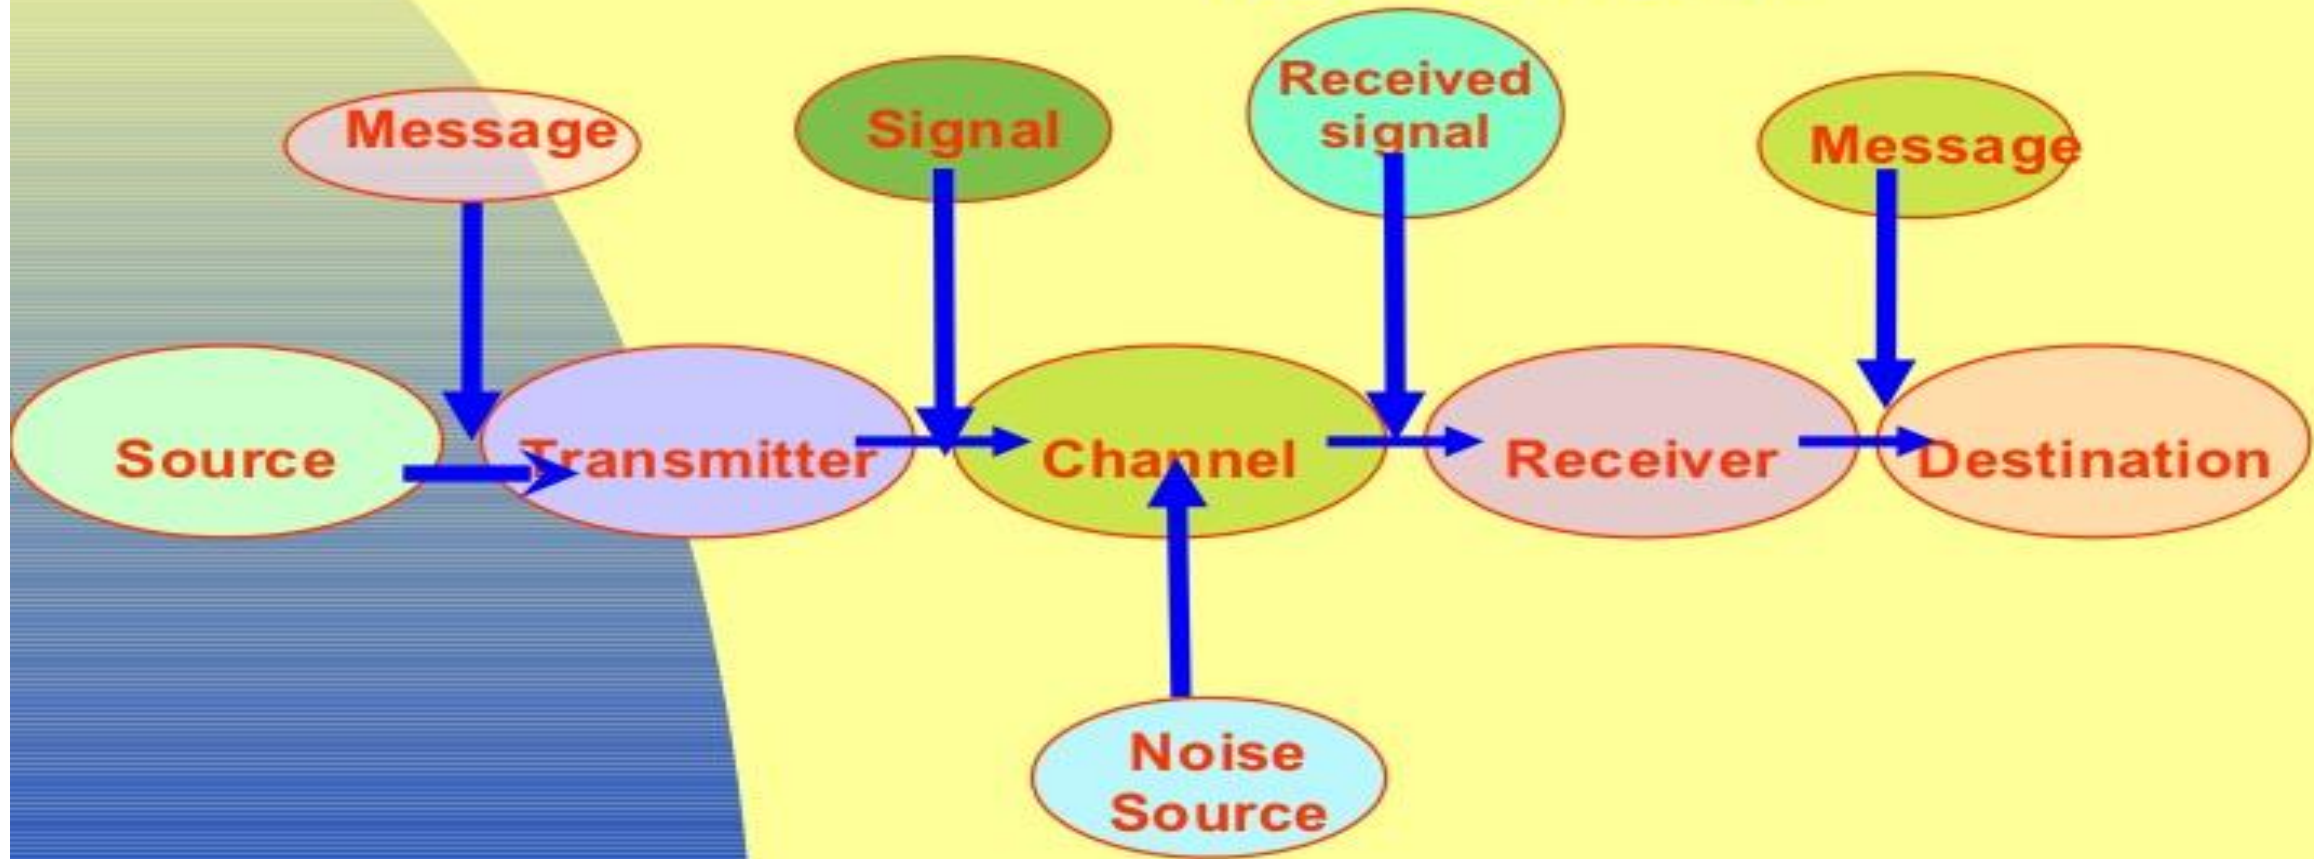 Message
Signal
Received
signal
Message
Source
Transmitter
Channel
Receiver
Destination
Noise
Source